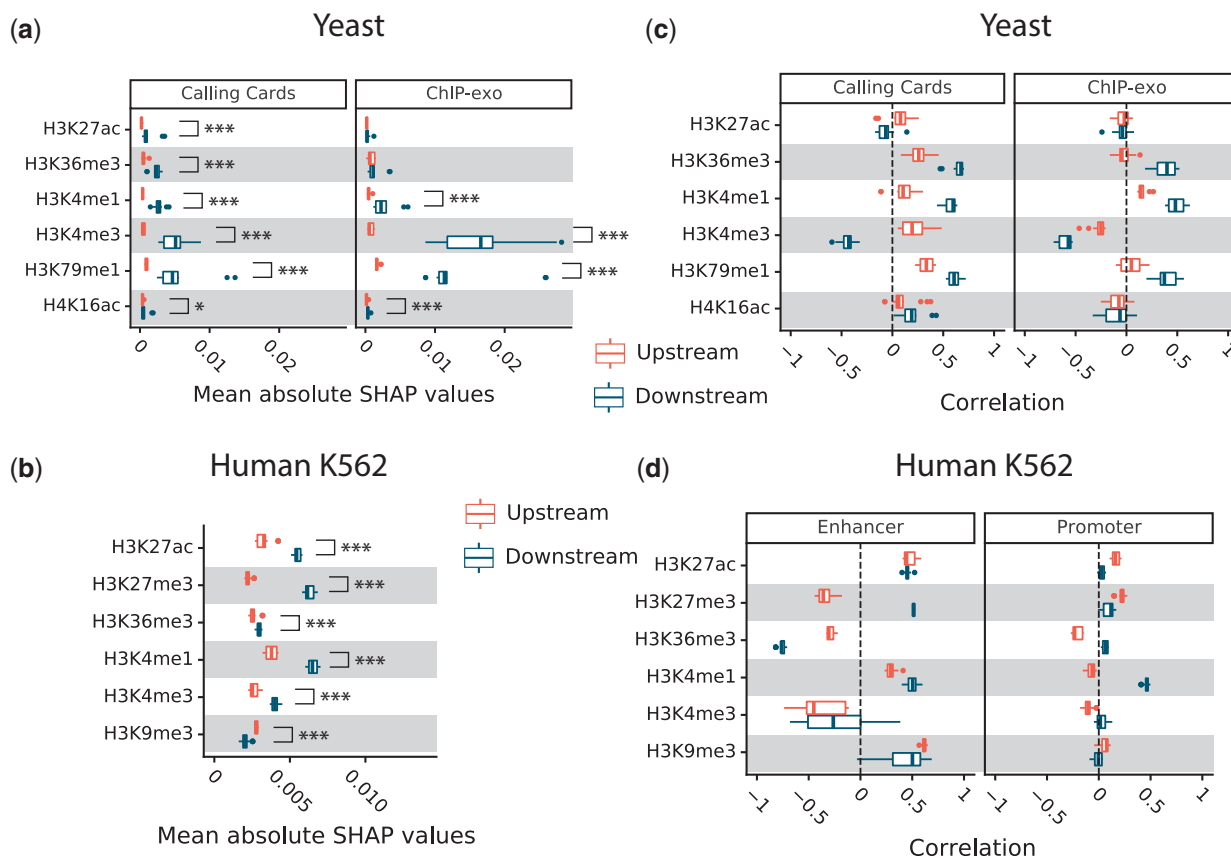 (a)
Yeast
Calling Cards
ChIP-exo
H3K27ac
***
H3K36me3
***
H3K4me1
***
***
H3K4me3
***
***
H3K79me1
***
***
H4K16ac
*
***
0
0.01
0.02
0
0.01
0.02
Mean absolute SHAP values
Upstream
Downstream
(c)
Yeast
Calling Cards
ChIP-exo
H3K27ac
H3K36me3
H3K4me1
H3K4me3
H3K79me1
H4K16ac
−1
−0.5
0
0.5
1
−1
−0.5
0
0.5
1
Correlation
(b)
Human K562
Upstream
Downstream
H3K27ac
***
H3K27me3
***
H3K36me3
***
H3K4me1
***
H3K4me3
***
H3K9me3
***
0
0.005
0.010
Mean absolute SHAP values
(d)
Human K562
Enhancer
Promoter
H3K27ac
H3K27me3
H3K36me3
H3K4me1
H3K4me3
H3K9me3
−1
−0.5
0
0.5
1
−1
−0.5
0
0.5
1
Correlation